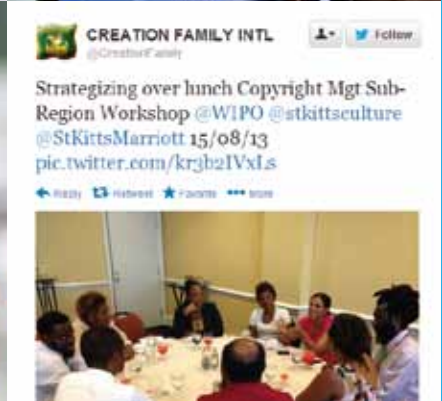 CREATION FAMILY INTL
Follow
@CreationFamily
Strategizing over lunch Copyright Mgt Sub-
Region Workshop @WIPO @stkittsculture
@StKittsMarriott 15/08/13
pic.twitter.com/kr3b2IVxLs
Reply Retweet Favorite More